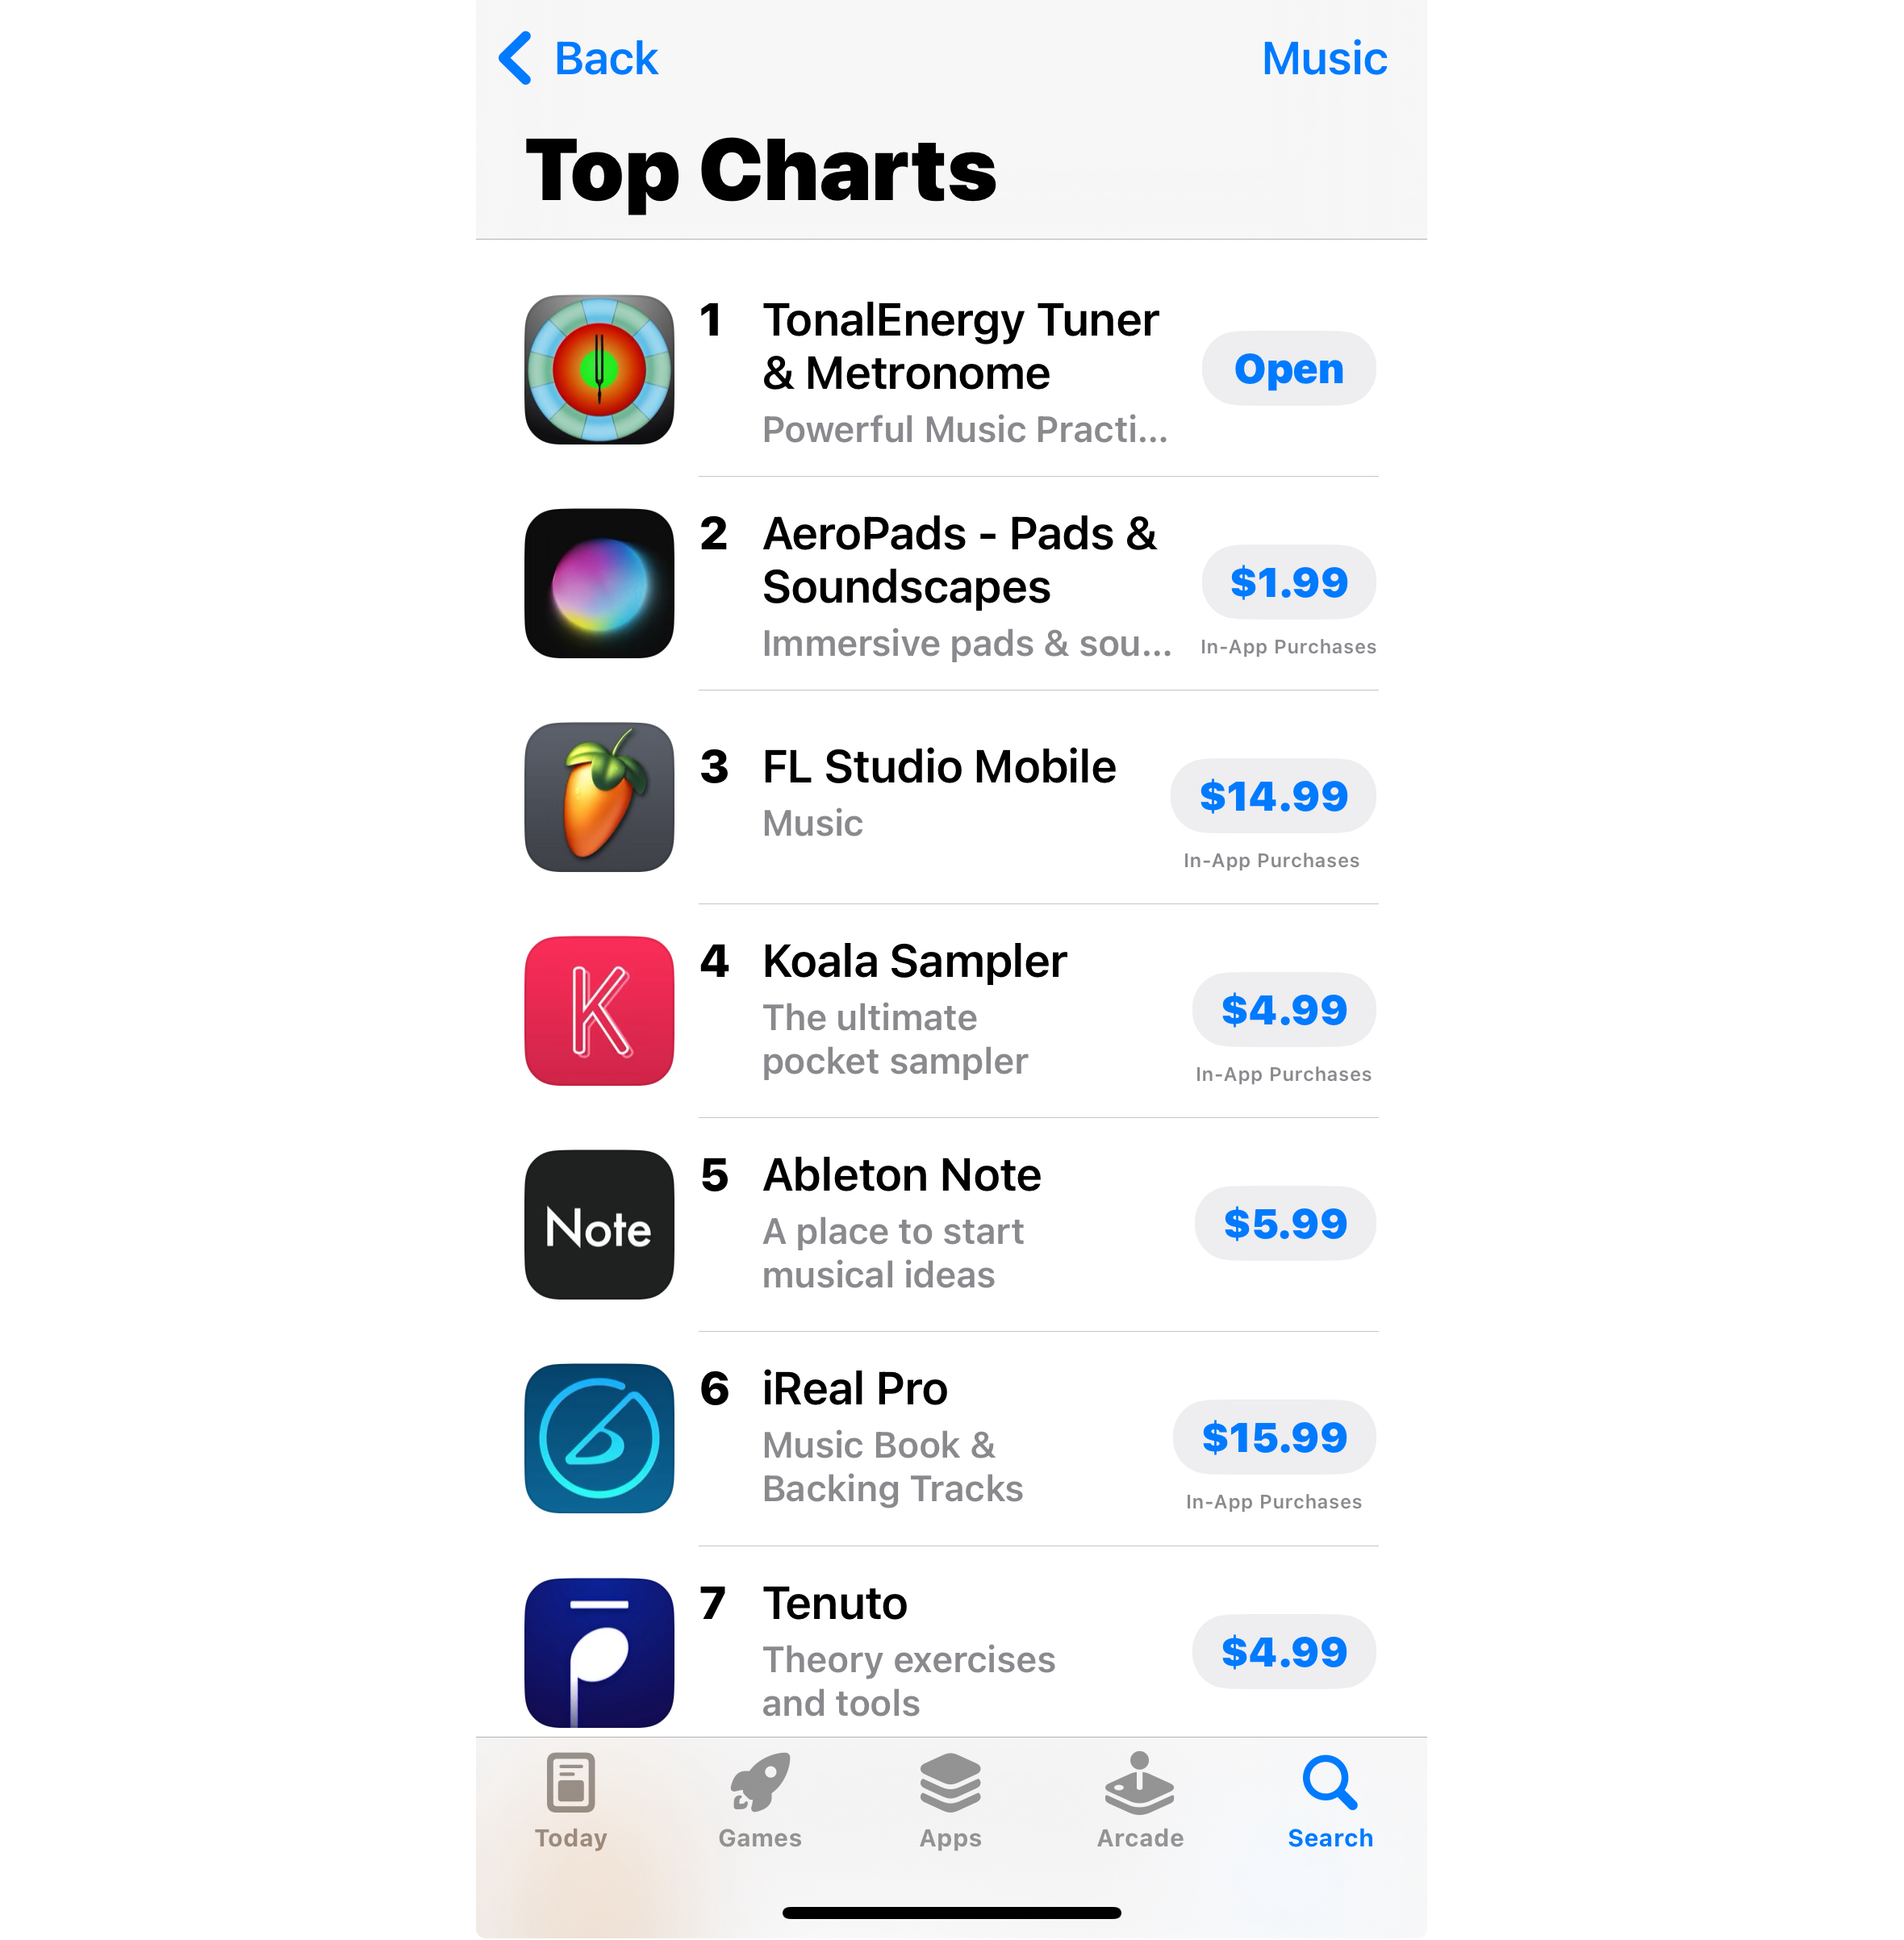 Back
Music
Top Charts
1 TonalEnergy Tuner
& Metronome
Powerful Music Practi...
Open
2 AeroPads - Pads &
Soundscapes
Immersive pads & sou...
$1.99
In-App Purchases
3 FL Studio Mobile
Music
$14.99
In-App Purchases
K
4 Koala Sampler
The ultimate
pocket sampler
$4.99
In-App Purchases
Note
5 Ableton Note
A place to start
musical ideas
$5.99
6 iReal Pro
Music Book &
Backing Tracks
$15.99
In-App Purchases
7 Tenuto
Theory exercises
and tools
$4.99
Today
Games
Apps
Arcade
Search